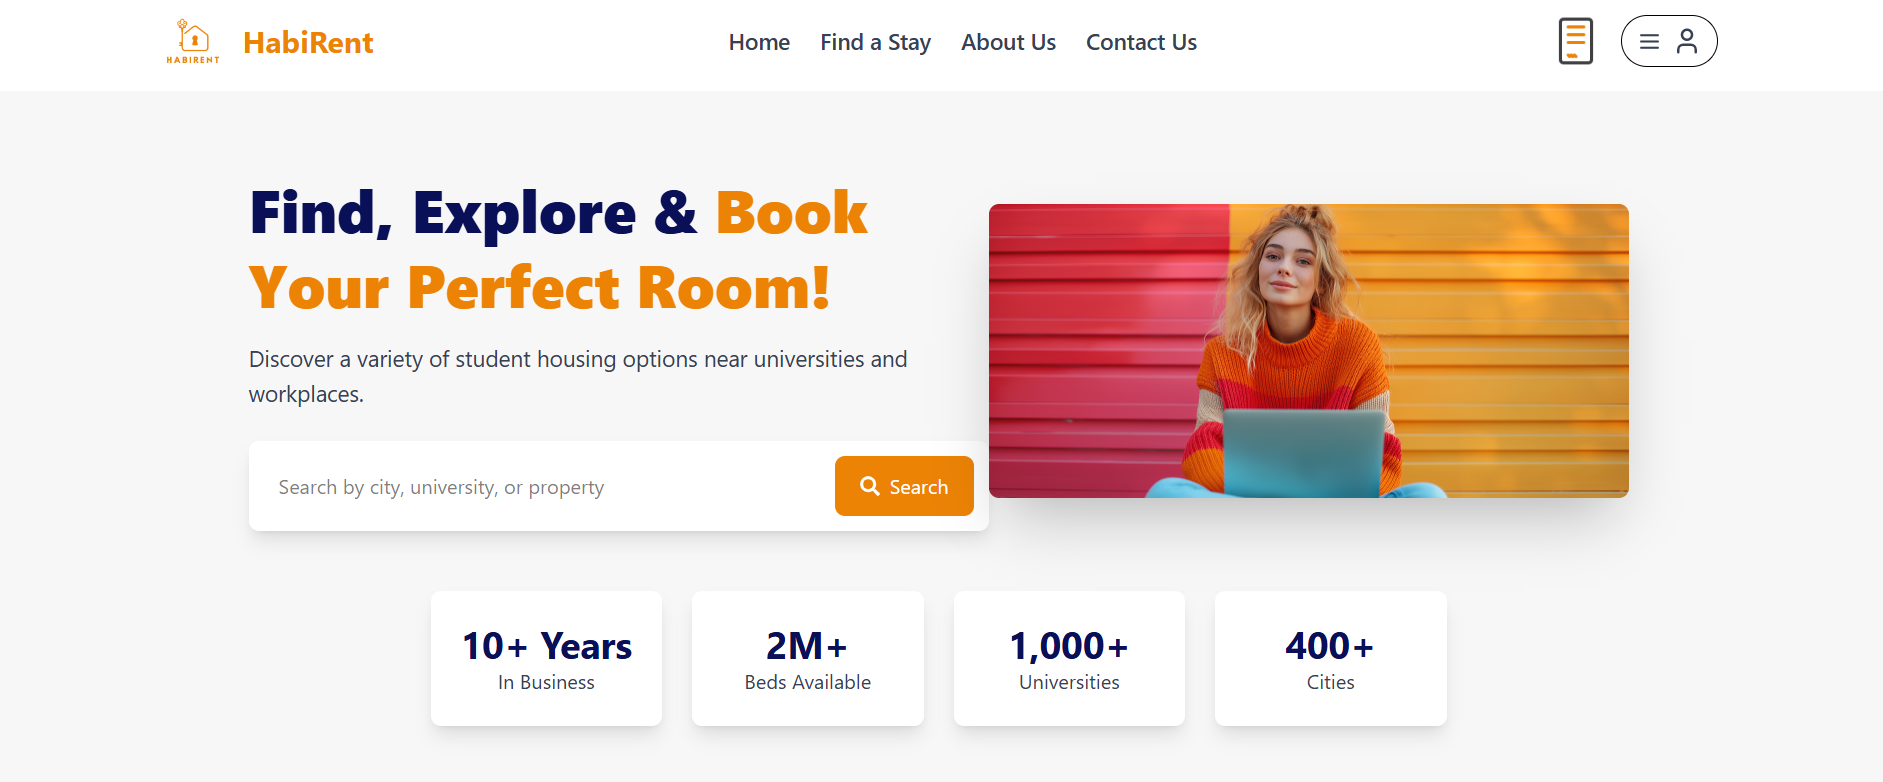 HABIRENT
HabiRent
Home
Find a Stay
About Us
Contact Us
Find, Explore & Book
Your Perfect Room!
Discover a variety of student housing options near universities and
workplaces.
Search by city, university, or property
Search
10+ Years
In Business
2M+
Beds Available
1,000+
Universities
400+
Cities